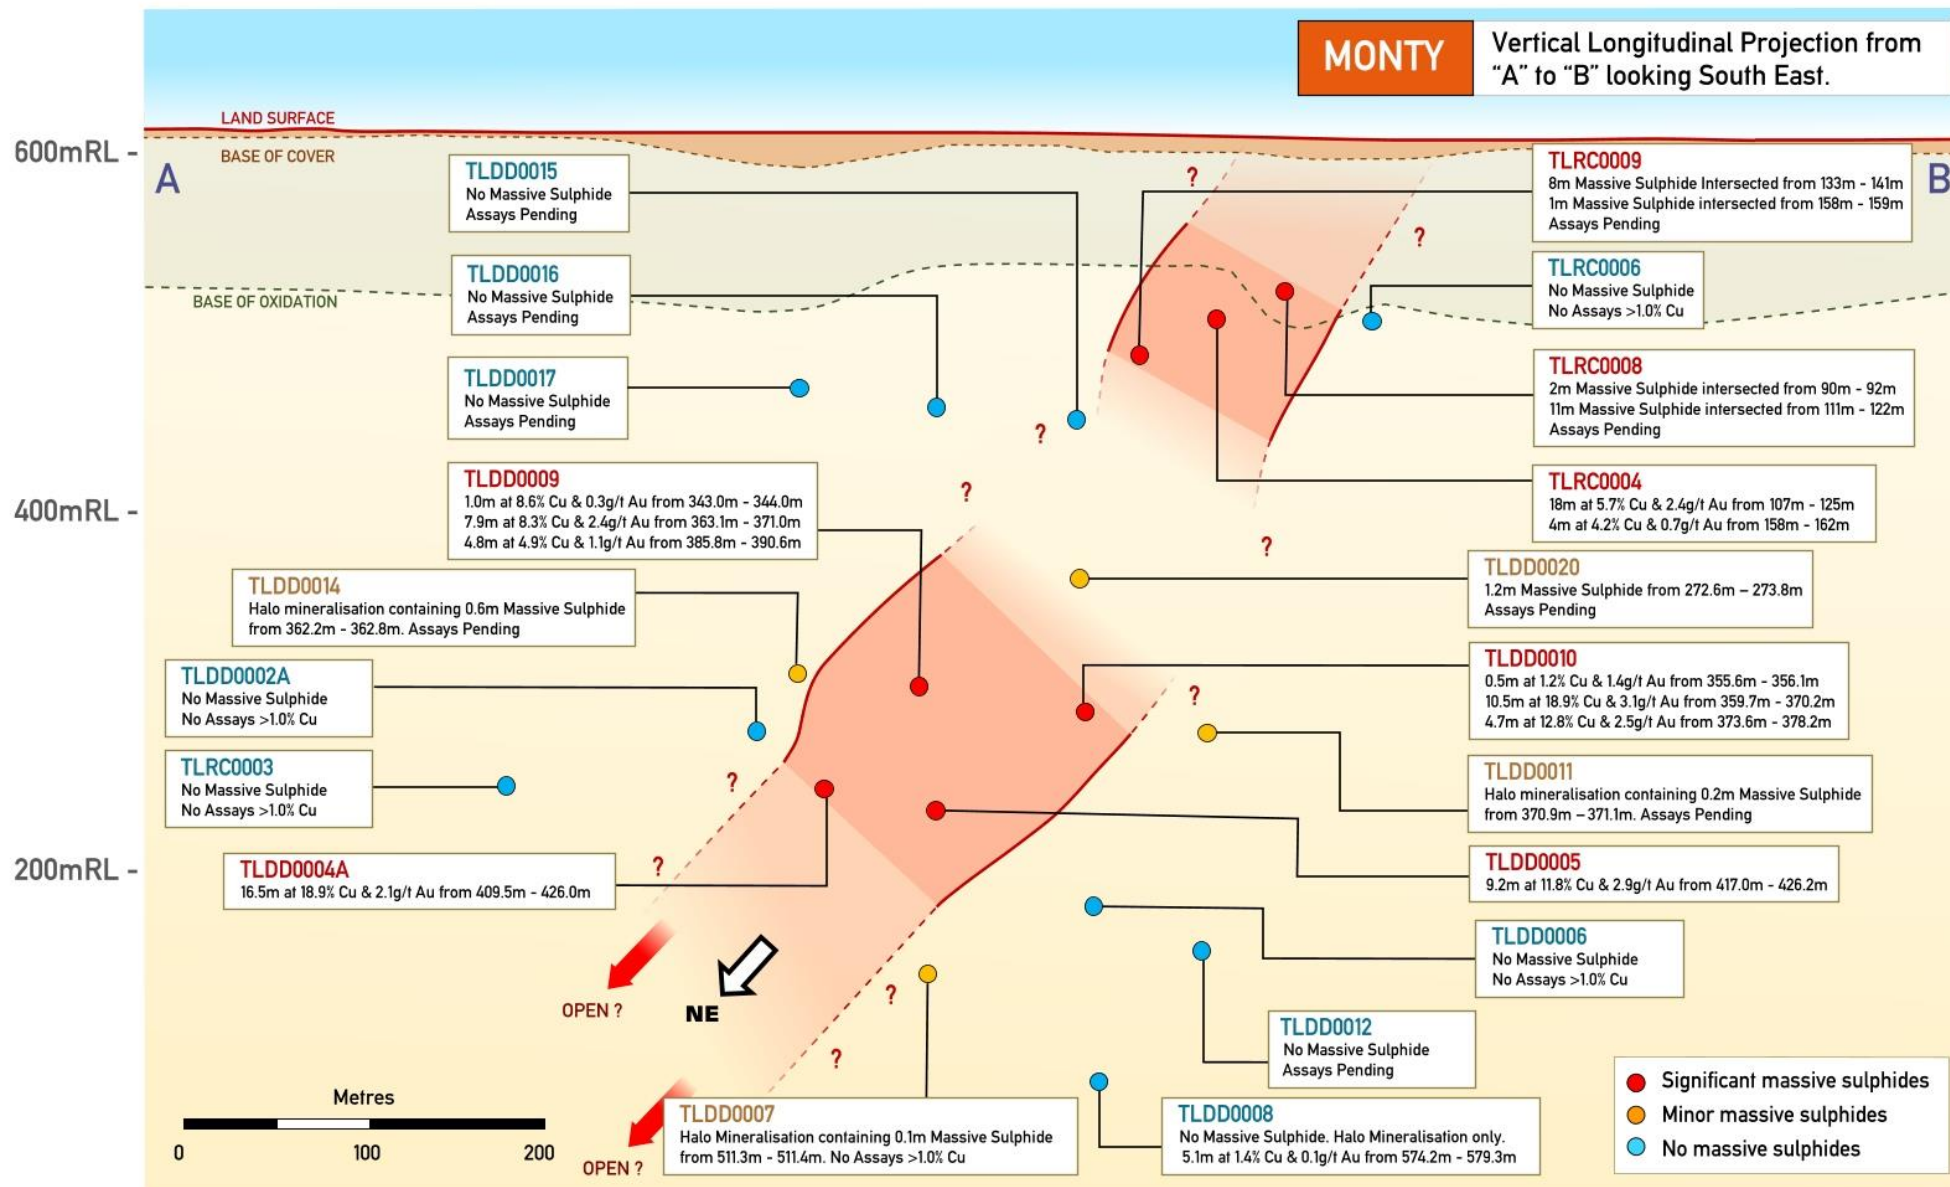 MONTY
Vertical Longitudinal Projection from
“A” to “B” looking South East.
LAND SURFACE
600mRL -
BASE OF COVER
A
B
TLDD0015
No Massive Sulphide
Assays Pending
?
TLRC0009
8m Massive Sulphide Intersected from 133m - 141m
1m Massive Sulphide intersected from 158m - 159m
Assays Pending
?
TLDD0016
No Massive Sulphide
Assays Pending
TLRC0006
No Massive Sulphide
No Assays >1.0% Cu
BASE OF OXIDATION
TLDD0017
No Massive Sulphide
Assays Pending
TLRC0008
2m Massive Sulphide intersected from 90m - 92m
11m Massive Sulphide intersected from 111m - 122m
Assays Pending
?
TLDD0009
1.0m at 8.6% Cu & 0.3g/t Au from 343.0m - 344.0m
7.9m at 8.3% Cu & 2.4g/t Au from 363.1m - 371.0m
4.8m at 4.9% Cu & 1.1g/t Au from 385.8m - 390.6m
?
TLRC0004
18m at 5.7% Cu & 2.4g/t Au from 107m - 125m
4m at 4.2% Cu & 0.7g/t Au from 158m - 162m
400mRL -
?
TLDD0014
Halo mineralisation containing 0.6m Massive Sulphide
from 362.2m - 362.8m. Assays Pending
TLDD0020
1.2m Massive Sulphide from 272.6m – 273.8m
Assays Pending
TLDD0002A
No Massive Sulphide
No Assays >1.0% Cu
TLDD0010
0.5m at 1.2% Cu & 1.4g/t Au from 355.6m - 356.1m
10.5m at 18.9% Cu & 3.1g/t Au from 359.7m - 370.2m
4.7m at 12.8% Cu & 2.5g/t Au from 373.6m - 378.2m
?
TLRC0003
No Massive Sulphide
No Assays >1.0% Cu
?
TLDD0011
Halo mineralisation containing 0.2m Massive Sulphide
from 370.9m – 371.1m. Assays Pending
200mRL -
TLDD0004A
16.5m at 18.9% Cu & 2.1g/t Au from 409.5m - 426.0m
?
TLDD0005
9.2m at 11.8% Cu & 2.9g/t Au from 417.0m - 426.2m
TLDD0006
No Massive Sulphide
No Assays >1.0% Cu
OPEN ?
NE
?
?
TLDD0012
No Massive Sulphide
Assays Pending
Metres
0
100
200
OPEN ?
TLDD0007
Halo Mineralisation containing 0.1m Massive Sulphide
from 511.3m - 511.4m. No Assays >1.0% Cu
TLDD0008
No Massive Sulphide. Halo Mineralisation only.
5.1m at 1.4% Cu & 0.1g/t Au from 574.2m - 579.3m
Significant massive sulphides
Minor massive sulphides
No massive sulphides